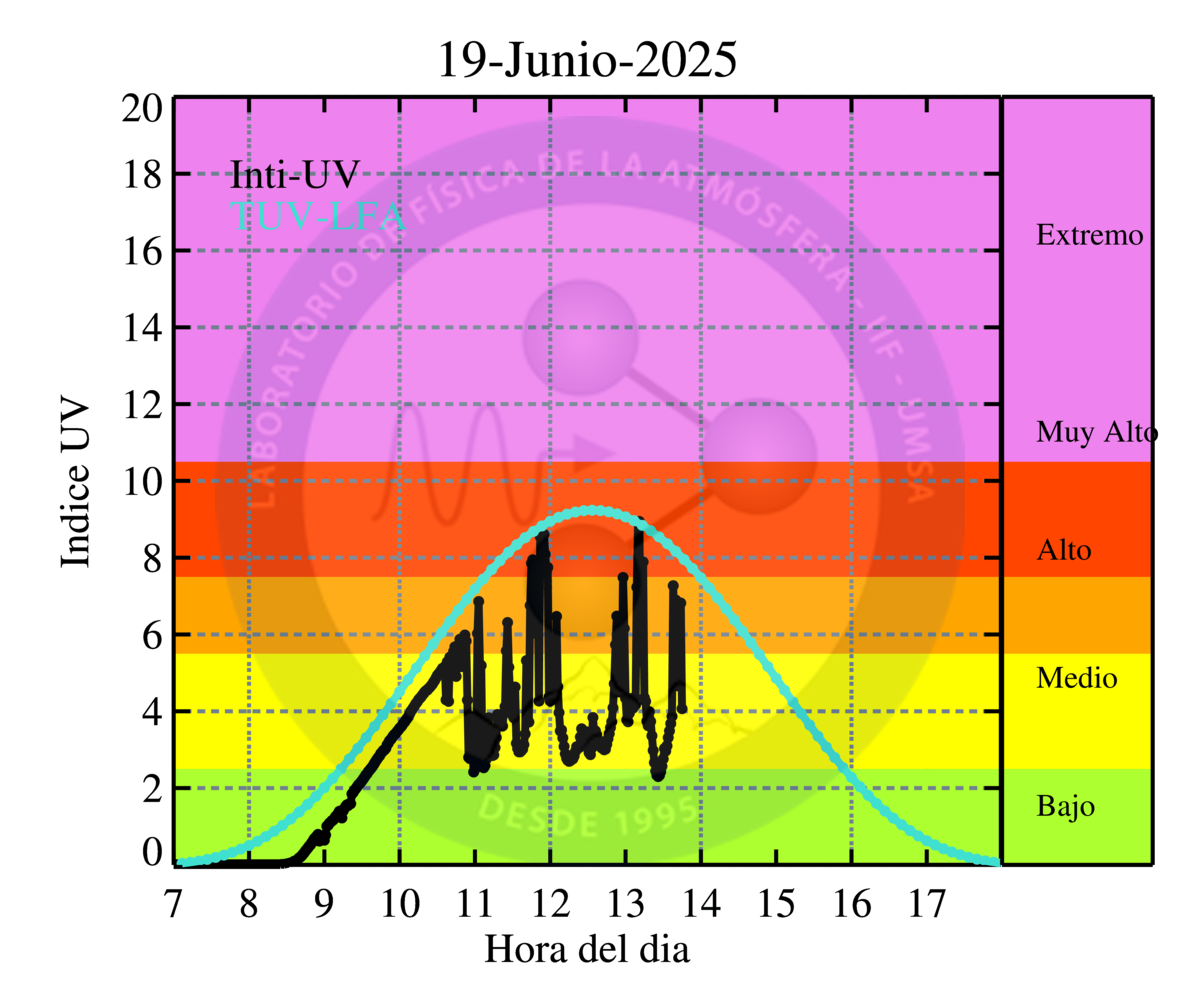 19-Junio-2025
20
18
16
14
12
10
8
6
4
2
0
Indice UV
Inti-UV
TUV-LFA
LABORATORIO DE FÍSICA DE LA ATMÓSFERA - IIF - UMSA
DESDE 1995
Extremo
Muy Alto
Alto
Medio
Bajo
7 8 9 10 11 12 13 14 15 16 17
Hora del dia